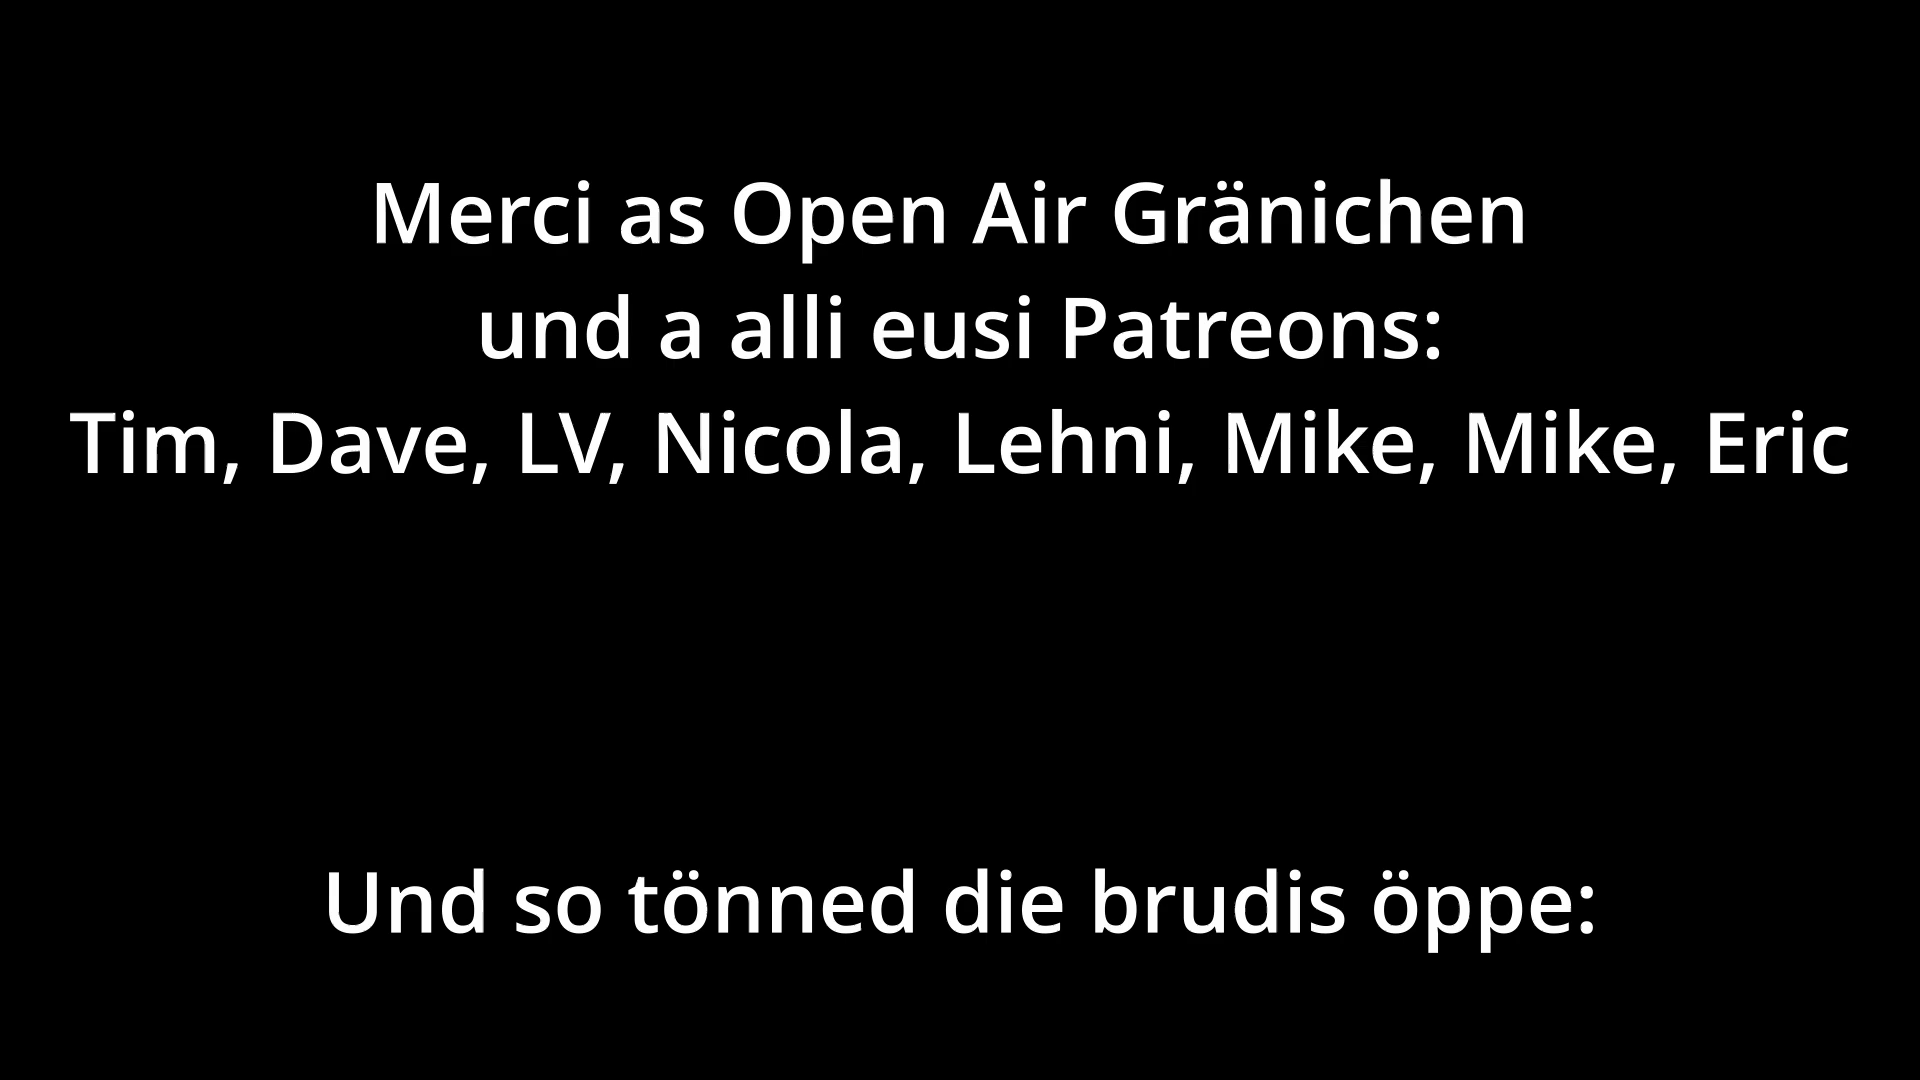 Merci as Open Air Gränichen
und a alli eusi Patreons:
Tim, Dave, LV, Nicola, Lehni, Mike, Mike, Eric
Und so tönned die brudis öppe: